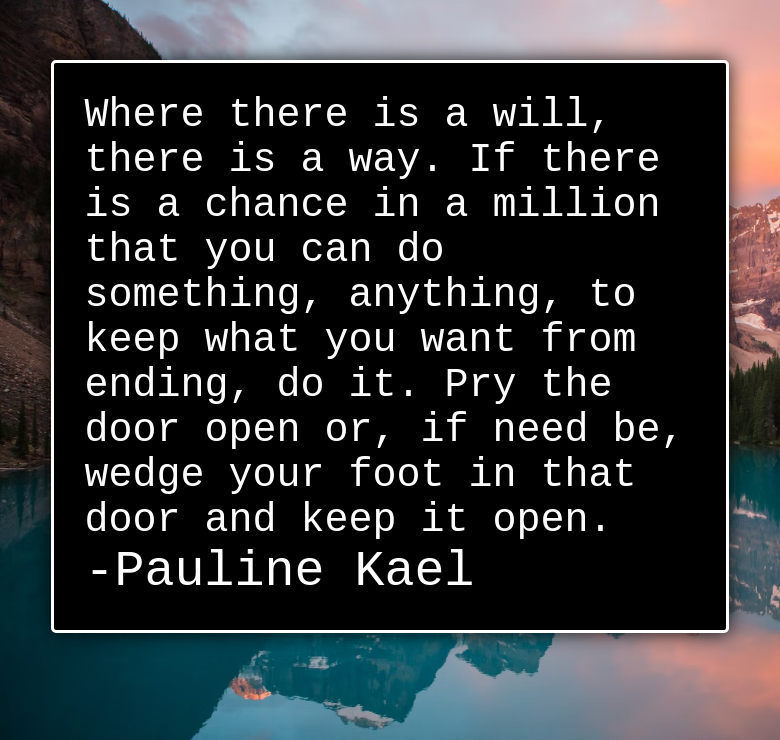 Where there is a will,
there is a way. If there
is a chance in a million
that you can do
something, anything, to
keep what you want from
ending, do it. Pry the
door open or, if need be,
wedge your foot in that
door and keep it open.
-Pauline Kael